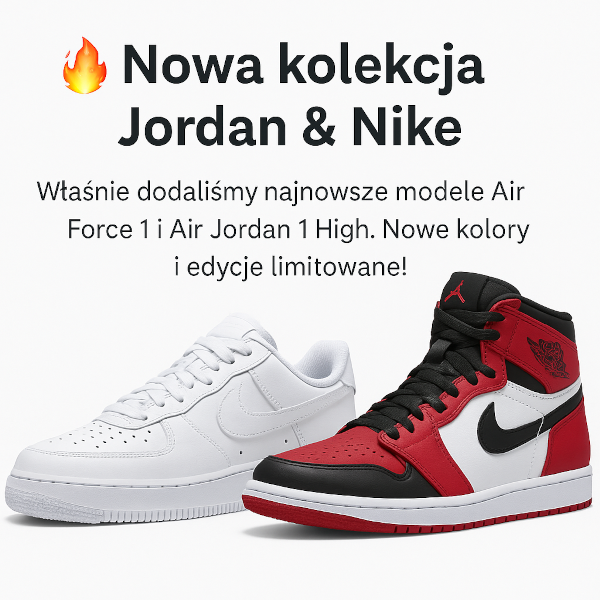 🔥 Nowa kolekcja
Jordan & Nike
Właśnie dodaliśmy najnowsze modele Air
Force 1 i Air Jordan 1 High. Nowe kolory
i edycje limitowane!